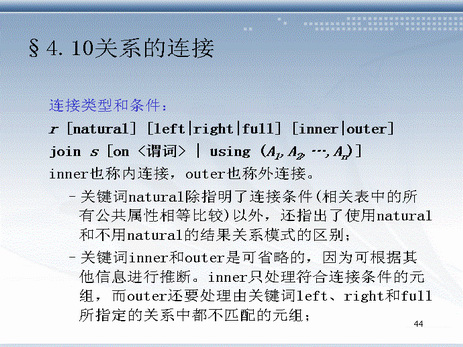 §4.10关系的连接
连接类型和条件：
r [natural] [left|right|full] [inner|outer]
join s [on <谓词> | using (A1,A2,…,An)]
inner也称内连接，outer也称外连接。
–关键词natural除指明了连接条件(相关表中的所
有公共属性相等比较)以外，还指出了使用natural
和不用natural的结果关系模式的区别；
–关键词inner和outer是可省略的，因为可根据其
他信息进行推断。inner只处理符合连接条件的元
组，而outer还要处理由关键词left、right和full
所指定的关系中都不匹配的元组；
44